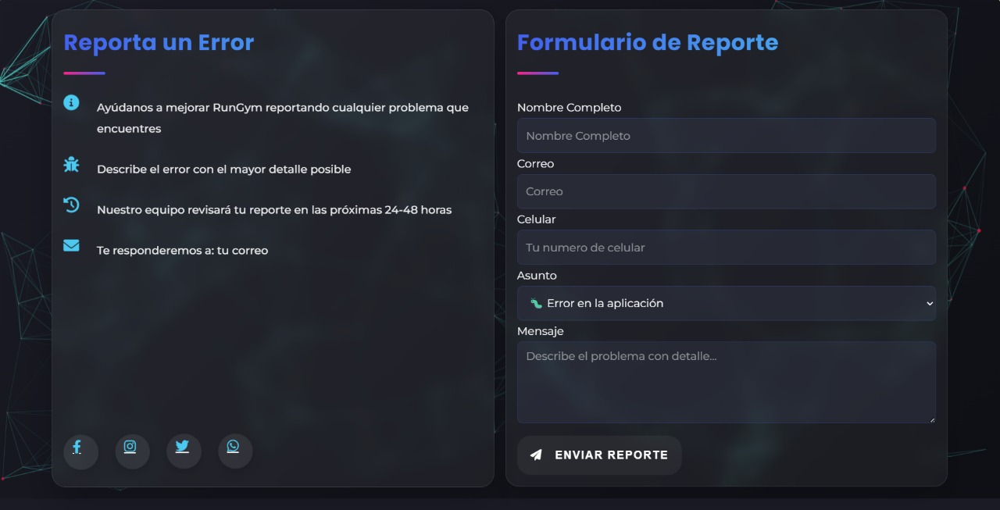 Reporta un Error
Ayúdanos a mejorar RunGym reportando cualquier problema que
encuentres
Describe el error con el mayor detalle posible
Nuestro equipo revisará tu reporte en las próximas 24-48 horas
Te responderemos a: tu correo
Formulario de Reporte
Nombre Completo
Nombre Completo
Correo
Correo
Celular
Tu numero de celular
Asunto
Error en la aplicación
Mensaje
Describe el problema con detalle...
ENVIAR REPORTE